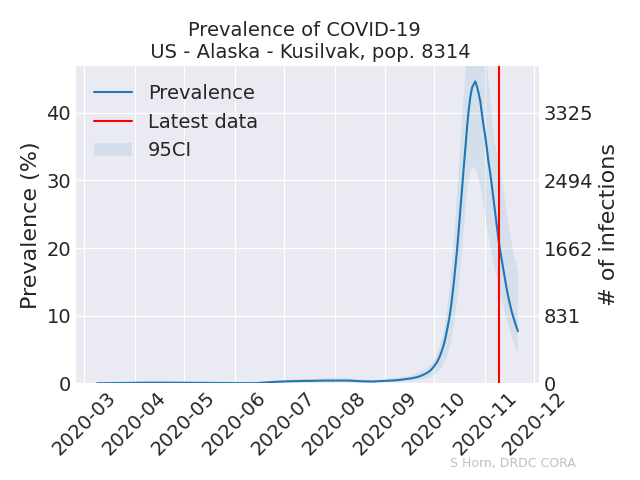 Prevalence of COVID-19
US - Alaska - Kusilvak, pop. 8314
Prevalence
Latest data
95CI
Prevalence (%)
40
30
20
10
0
3325
2494
1662
831
0
# of infections
2020-03
2020-04
2020-05
2020-06
2020-07
2020-08
2020-09
2020-10
2020-11
2020-12
S Horn, DRDC CORA